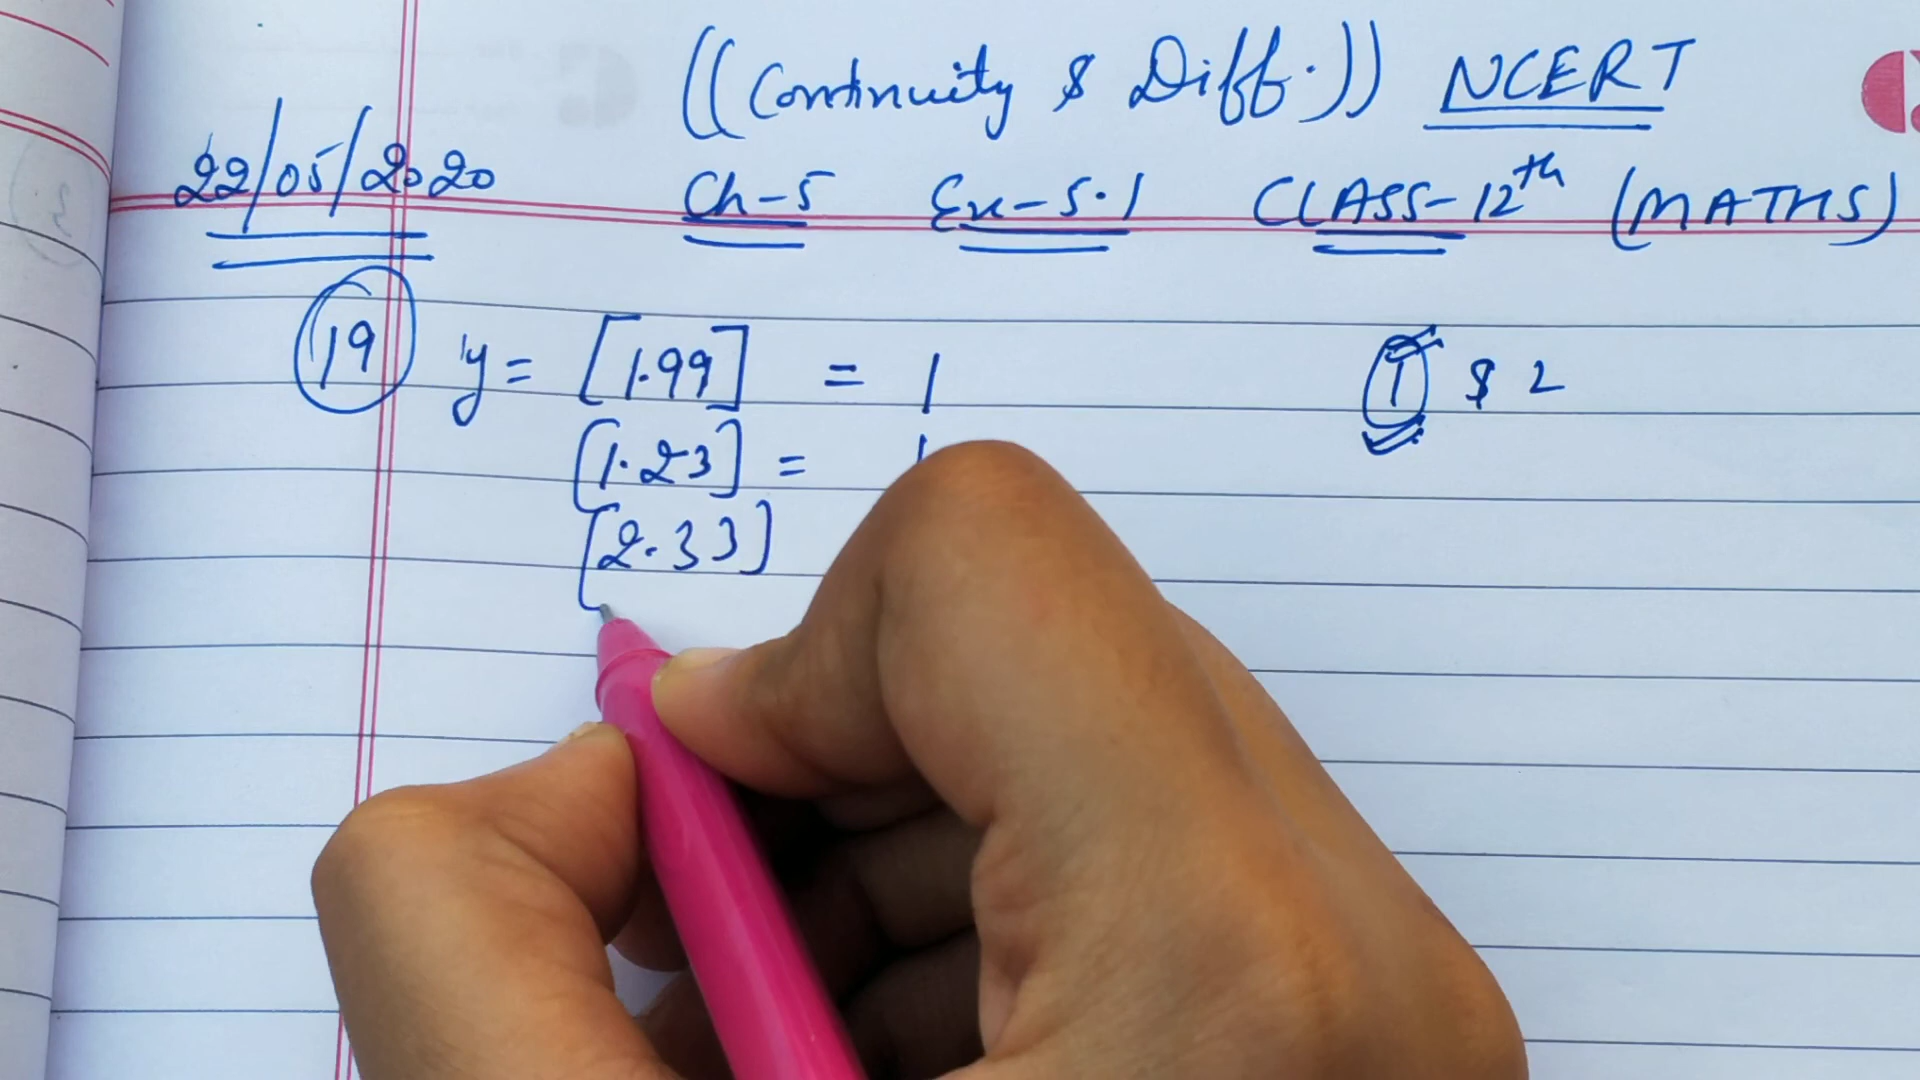 ((Continuity & Diff.)) NCERT
22/05/2020 Ch-5 Ex-5.1 CLASS-12th (MATHS)
19 y = [1.99] = 1 1 & 2
[1.23] = 1
[2.33]
[